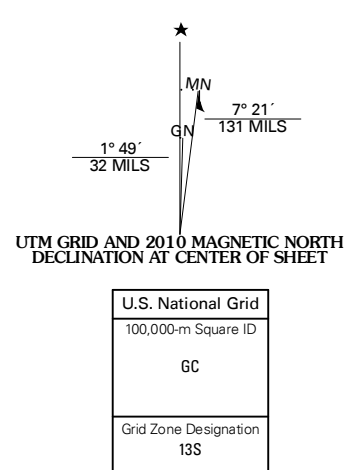 ★
MN
7° 21´
131 MILS
GN
1° 49´
32 MILS
UTM GRID AND 2010 MAGNETIC NORTH
DECLINATION AT CENTER OF SHEET
U.S. National Grid
100,000-m Square ID
GC
Grid Zone Designation
13S